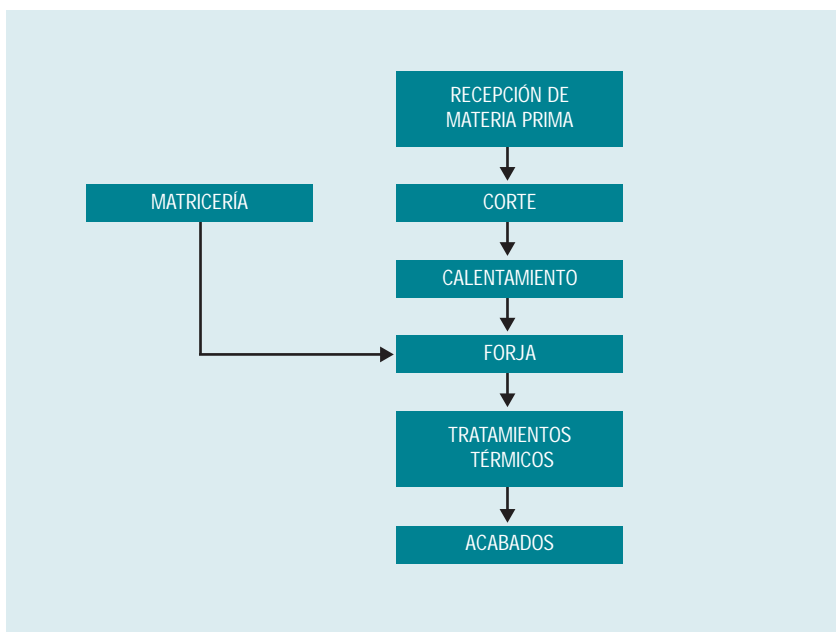 RECEPCIÓN DE
MATERIA PRIMA
MATRICERÍA
CORTE
CALENTAMIENTO
FORJA
TRATAMIENTOS
TÉRMICOS
ACABADOS